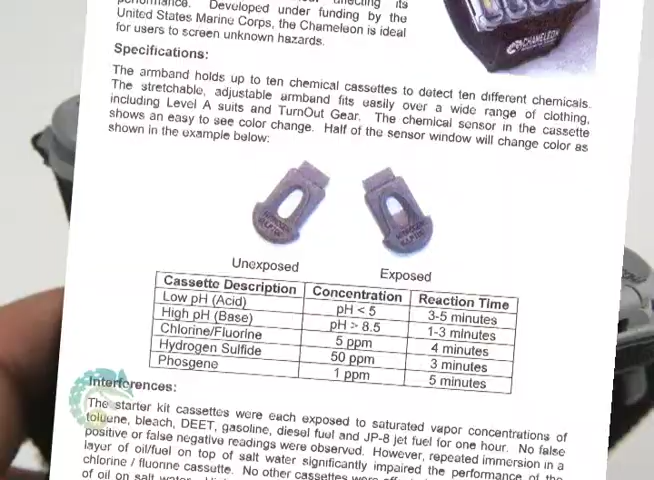 affecting its
performance. Developed under funding by the
United States Marine Corps, the Chameleon is ideal
for users to screen unknown hazards.
CHAMELEON
Specifications:
The armband holds up to ten chemical cassettes to detect ten different chemicals.
The stretchable, adjustable armband fits easily over a wide range of clothing,
including Level A suits and TurnOut Gear. The chemical sensor in the cassette
shows an easy to see color change. Half of the sensor window will change color as
shown in the example below:
Unexposed Exposed
Cassette Description Concentration Reaction Time
Low pH (Acid) pH < 5 3-5 minutes
High pH (Base) pH > 8.5 1-3 minutes
Chlorine/Fluorine 5 ppm 4 minutes
Hydrogen Sulfide 50 ppm 3 minutes
Phosgene 1 ppm 5 minutes
Interferences:
The starter kit cassettes were each exposed to saturated vapor concentrations of
toluene, bleach, DEET, gasoline, diesel fuel and JP-8 jet fuel for one hour. No false
positive or false negative readings were observed. However, repeated immersion in a
layer of oil/fuel on top of salt water significantly impaired the performance of the
chlorine / fluorine cassette. No other cassettes were
of oil on salt water.